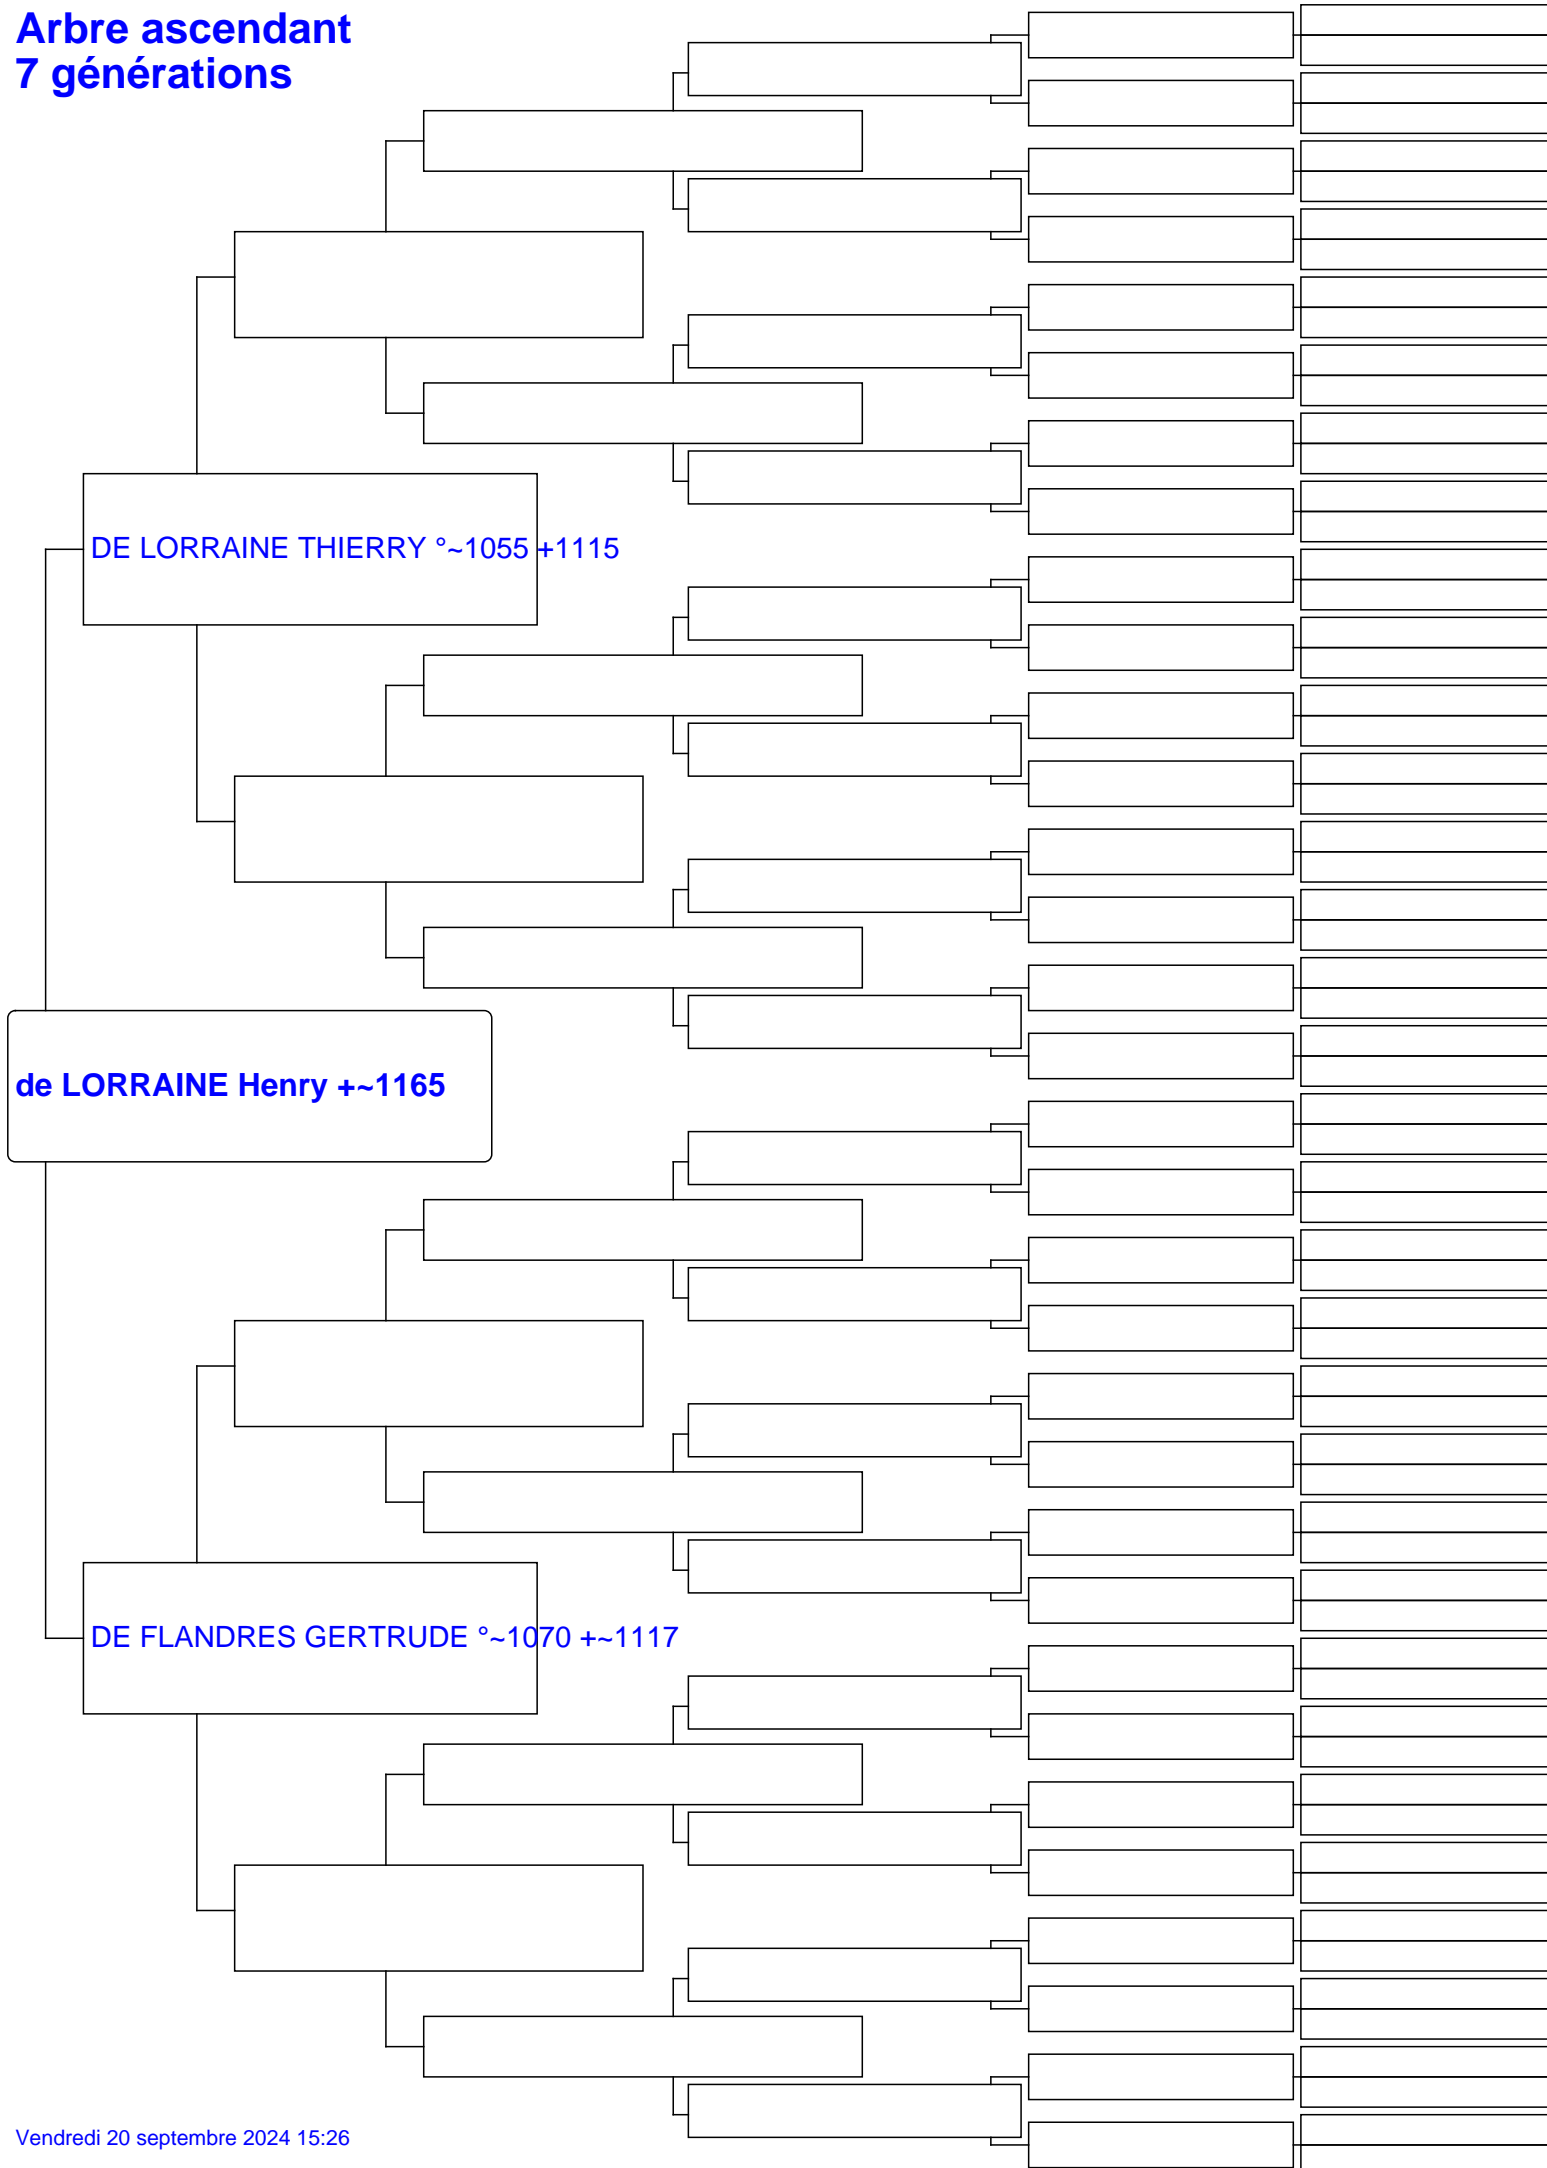 Arbre ascendant
7 générations
DE LORRAINE THIERRY °~1055 +1115
de LORRAINE Henry +~1165
DE FLANDRES GERTRUDE °~1070 +~1117
Vendredi 20 septembre 2024 15:26